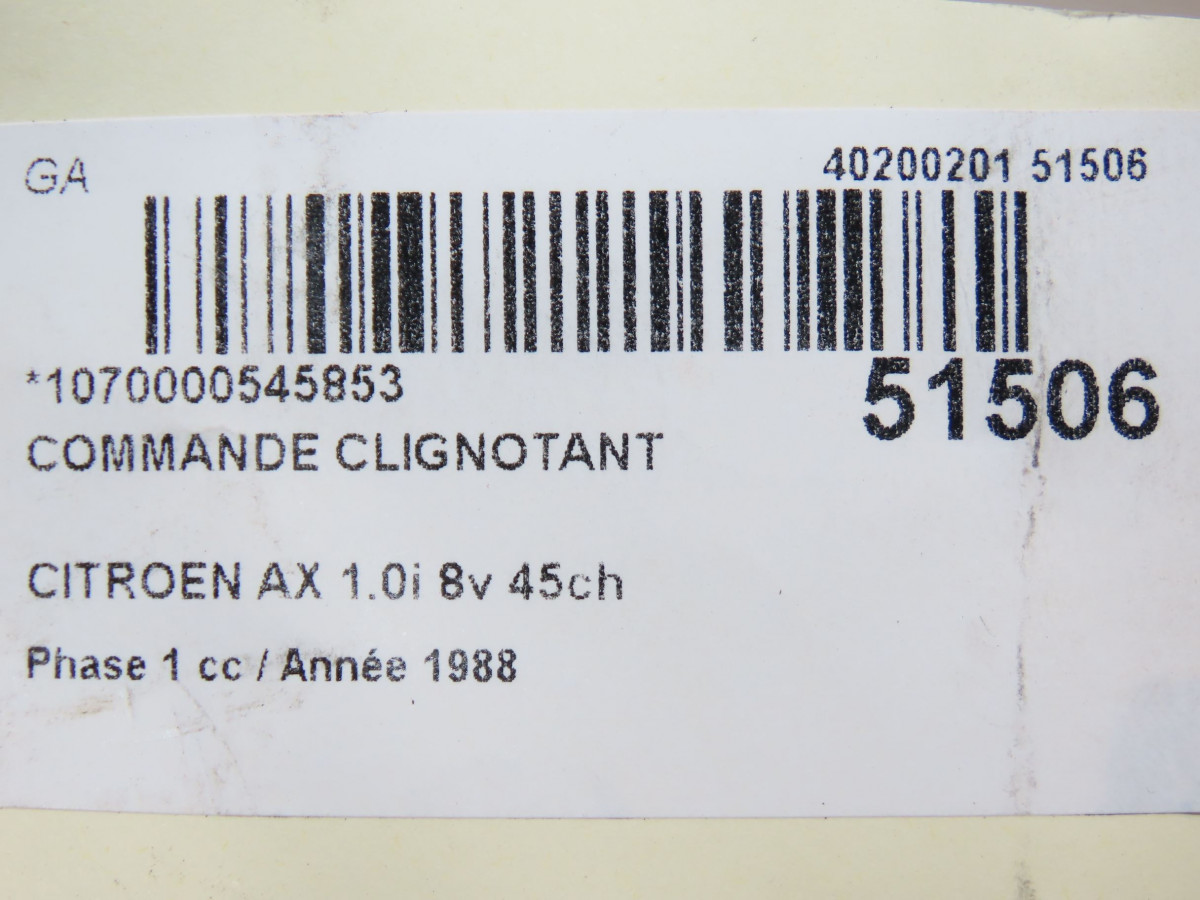 GA
40200201 51506
*1070000545853
51506
COMMANDE CLIGNOTANT
CITROEN AX 1.0i 8v 45ch
Phase 1 cc / Année 1988